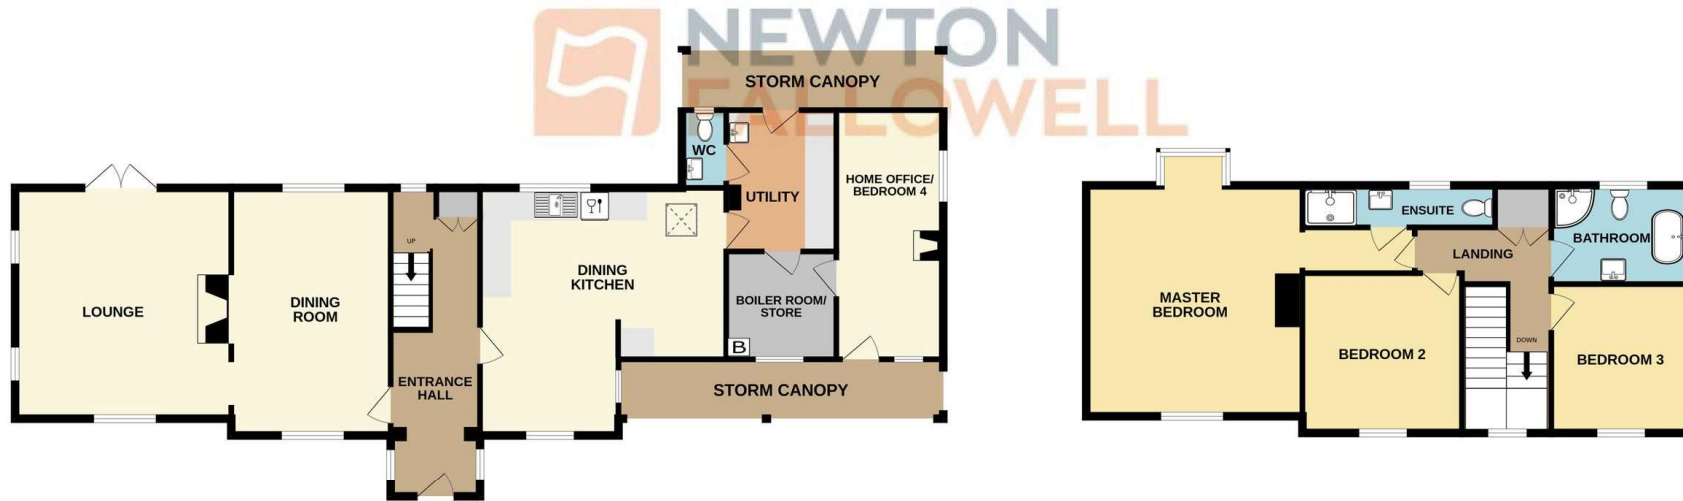 NEWTON
FALLOWELL
STORM CANOPY
WC
UTILITY
HOME OFFICE/
BEDROOM 4
UP
LOUNGE
DINING
ROOM
DINING
KITCHEN
BOILER ROOM/
STORE
B
ENTRANCE
HALL
STORM CANOPY
ENSUITE
BATHROOM
LANDING
MASTER
BEDROOM
DOWN
BEDROOM 2
BEDROOM 3